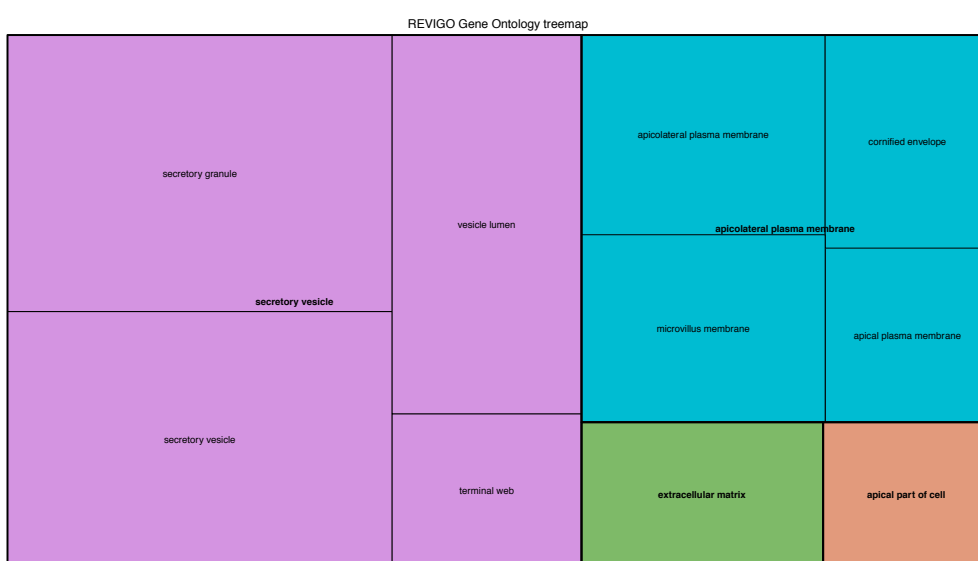 REVIGO Gene Ontology treemap
secretory granule
secretory vesicle
secretory vesicle
vesicle lumen
terminal web
apicolateral plasma membrane
cornified envelope
apicolateral plasma membrane
microvillus membrane
apical plasma membrane
extracellular matrix
apical part of cell